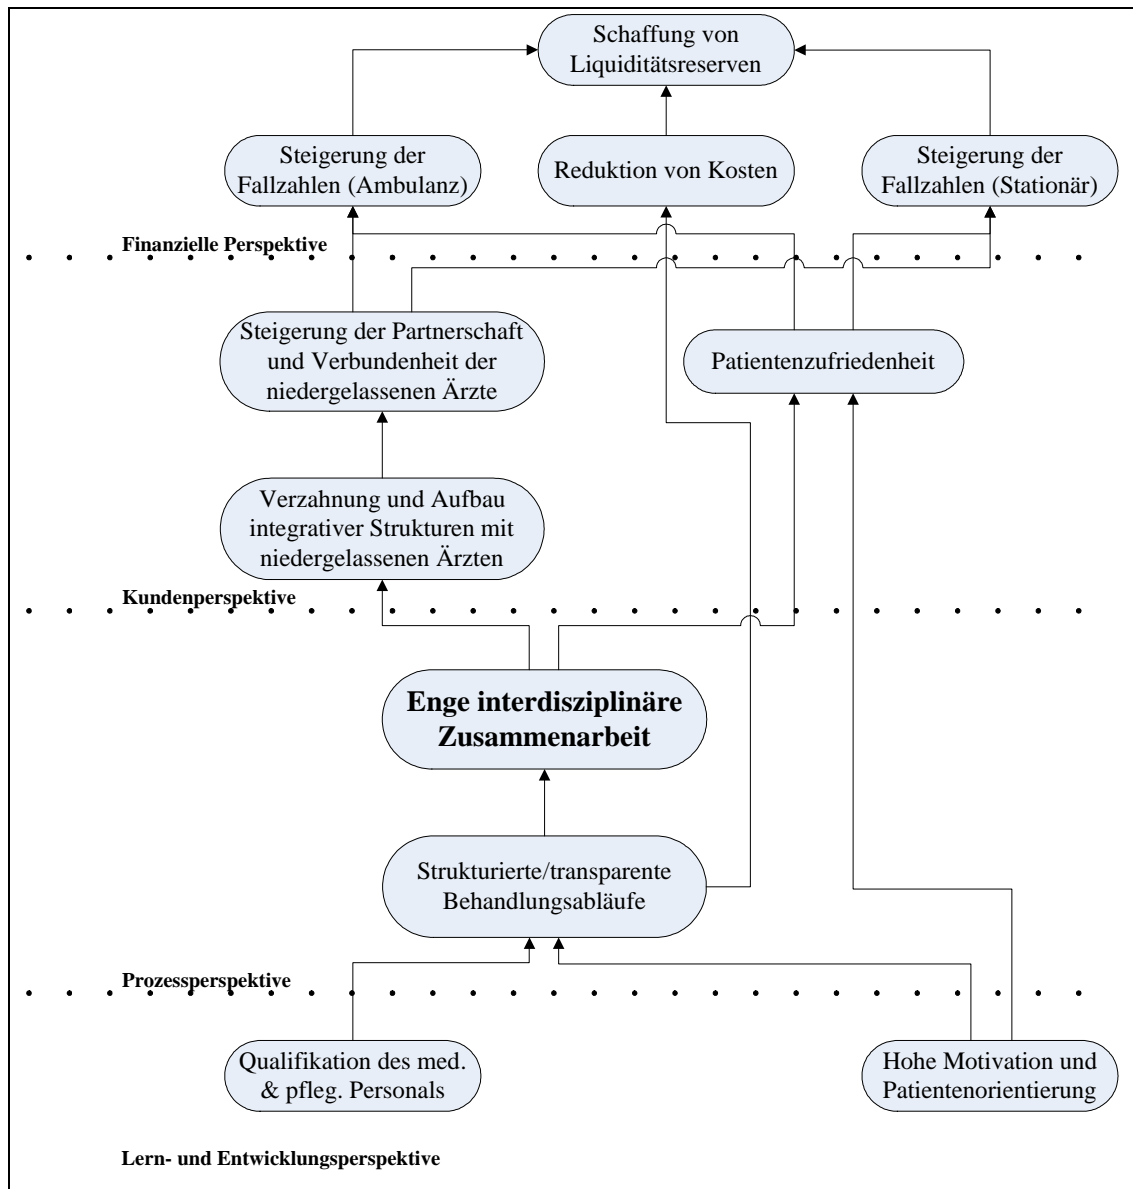 Schaffung von
Liquiditätsreserven
Steigerung der
Fallzahlen (Ambulanz)
Reduktion von Kosten
Steigerung der
Fallzahlen (Stationär)
Finanzielle Perspektive
Steigerung der Partnerschaft
und Verbundenheit der
niedergelassenen Ärzte
Patientenzufriedenheit
Verzahnung und Aufbau
integrativer Strukturen mit
niedergelassenen Ärzten
Kundenperspektive
Enge interdisziplinäre
Zusammenarbeit
Strukturierte/transparente
Behandlungsabläufe
Prozessperspektive
Qualifikation des med.
& pfleg. Personals
Hohe Motivation und
Patientenorientierung
Lern- und Entwicklungsperspektive